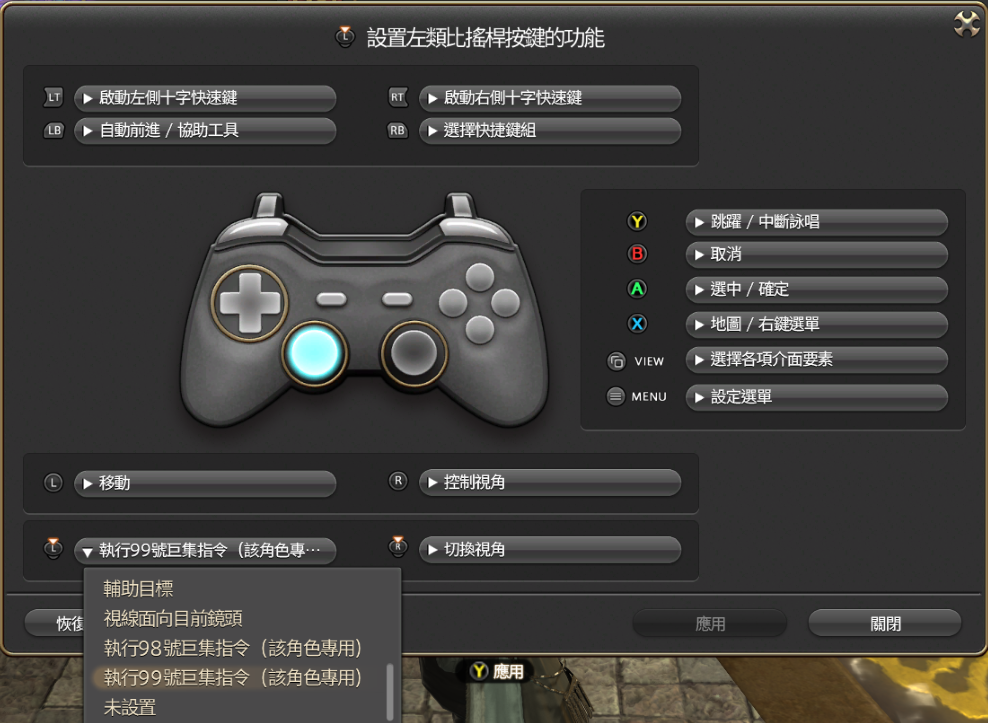 設置左類比搖桿按鍵的功能
LT 啟動左側十字快速鍵
RT 啟動右側十字快速鍵
LB 自動前進 / 協助工具
RB 選擇快捷鍵組
Y 跳躍 / 中斷詠唱
B 取消
A 選中 / 確定
X 地圖 / 右鍵選單
VIEW 選擇各項介面要素
MENU 設定選單
L 移動
R 控制視角
L 執行99號巨集指令（該角色專…
R 切換視角
輔助目標
視線面向目前鏡頭
執行98號巨集指令（該角色專用）
執行99號巨集指令（該角色專用）
未設置
恢復
應用
關閉
Y 應用